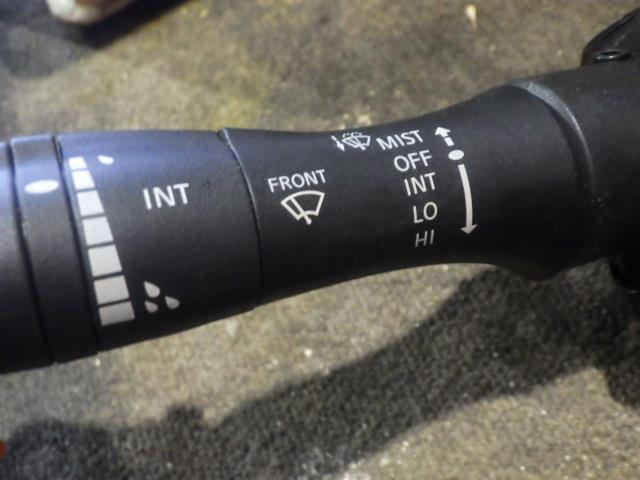 INT
FRONT
MIST
OFF
INT
LO
HI